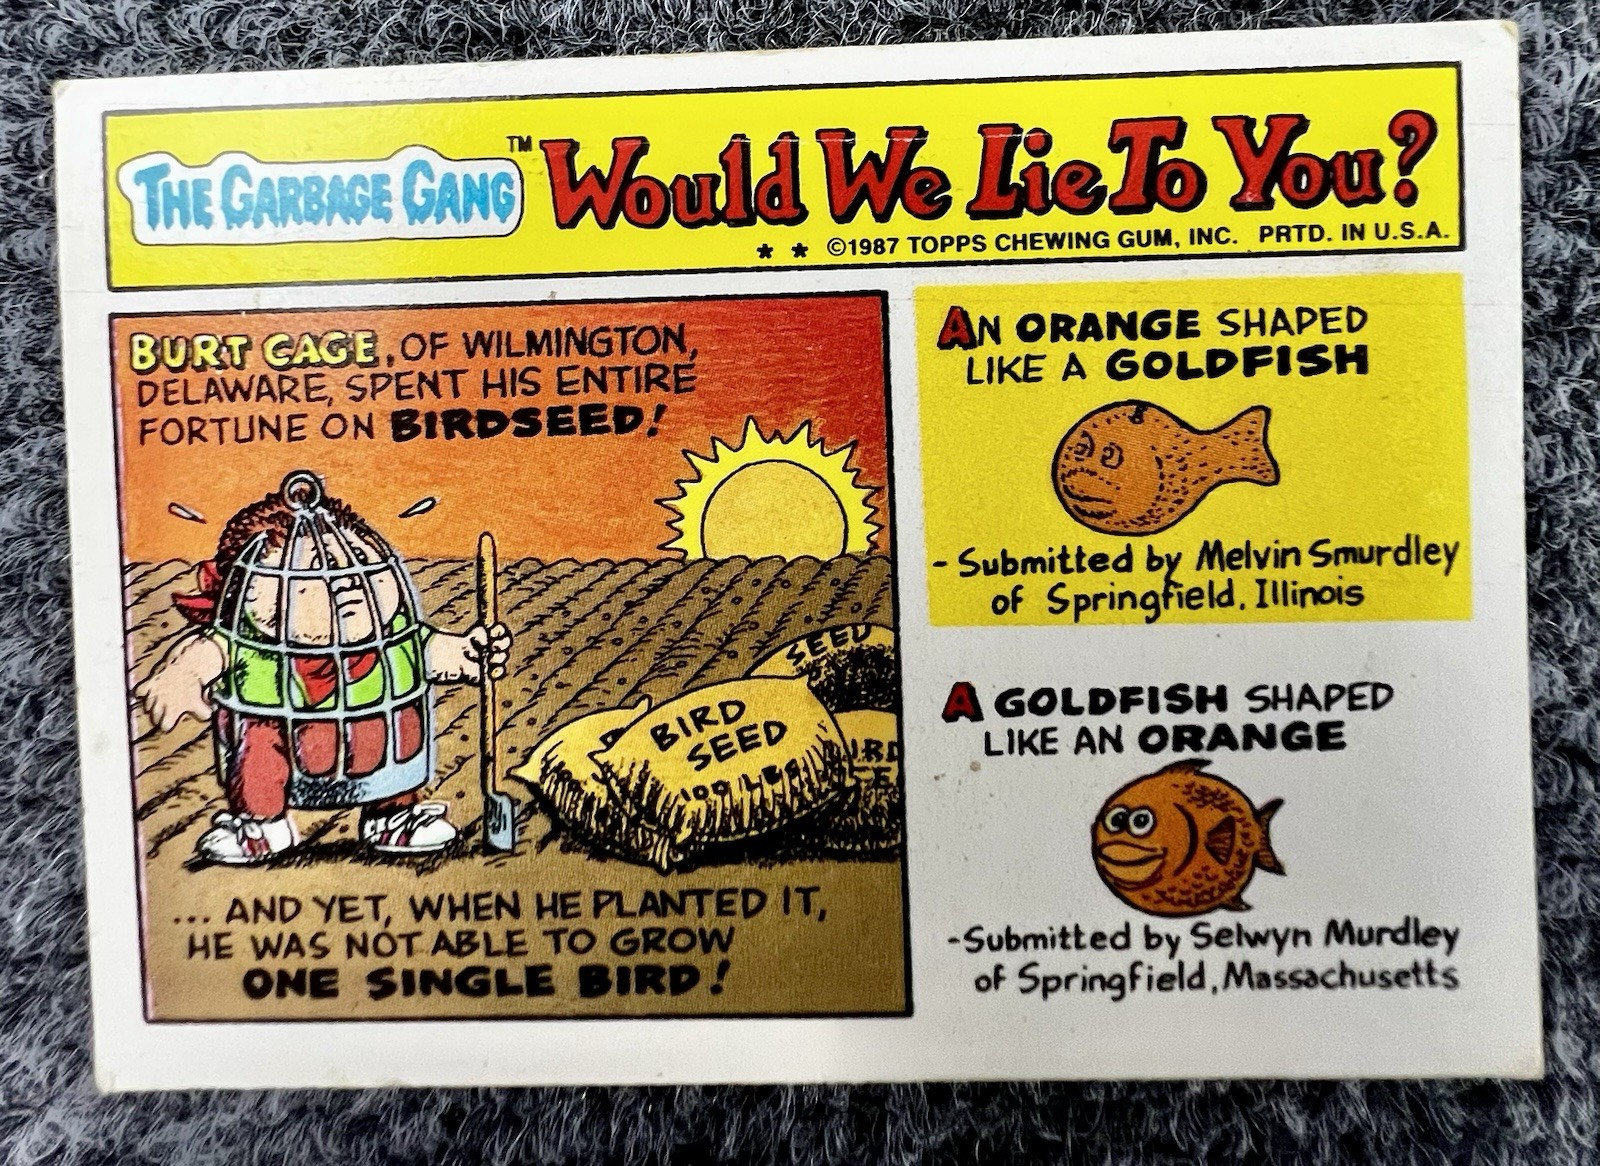 THE GARBAGE GANG™ Would We Lie To You?
** ©1987 TOPPS CHEWING GUM, INC. PRTD. IN U.S.A.
BURT CAGE, OF WILMINGTON,
DELAWARE, SPENT HIS ENTIRE
FORTUNE ON BIRDSEED!
SEED
BIRD
SEED
100 LBS
... AND YET, WHEN HE PLANTED IT,
HE WAS NOT ABLE TO GROW
ONE SINGLE BIRD!
AN ORANGE SHAPED
LIKE A GOLDFISH
- Submitted by Melvin Smurdley
of Springfield, Illinois
A GOLDFISH SHAPED
LIKE AN ORANGE
-Submitted by Selwyn Murdley
of Springfield, Massachusetts